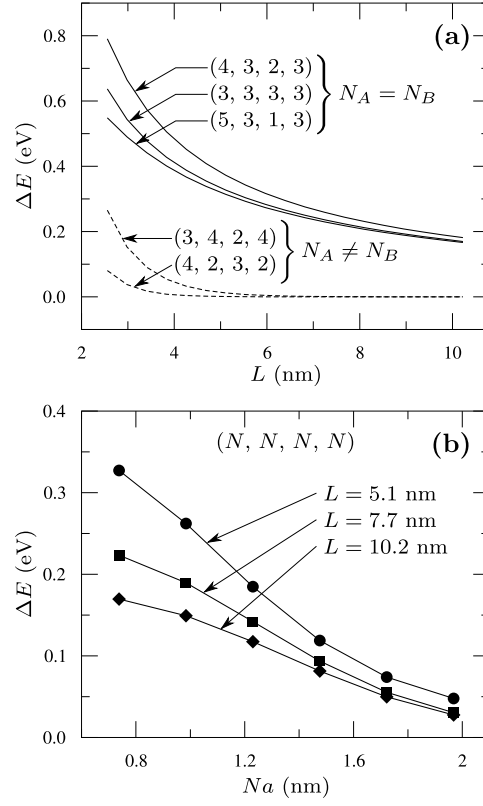 (a)
0.8
(4, 3, 2, 3)
(3, 3, 3, 3) N_A = N_B
(5, 3, 1, 3)
0.6
ΔE (eV)
0.4
0.2
(3, 4, 2, 4)
(4, 2, 3, 2) N_A ≠ N_B
0.0
2 4 6 8 10
L (nm)
0.4
(N, N, N, N) (b)
L = 5.1 nm
L = 7.7 nm
L = 10.2 nm
0.3
ΔE (eV)
0.2
0.1
0.0
0.8 1.2 1.6 2
Na (nm)